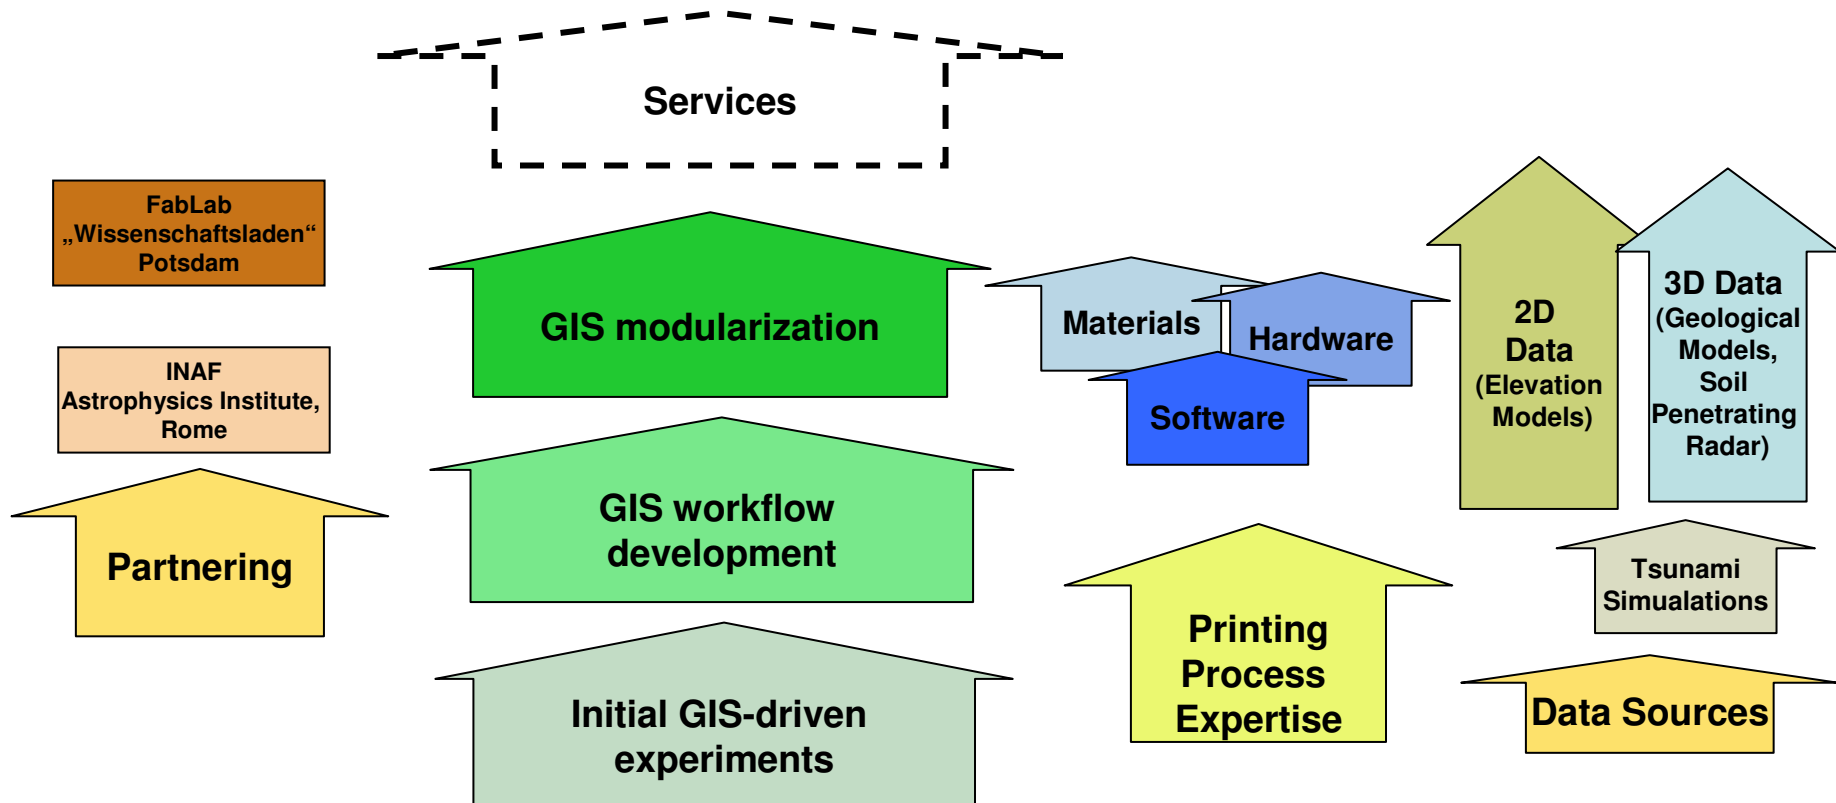 Services
FabLab
„Wissenschaftsladen“
Potsdam
INAF
Astrophysics Institute,
Rome
Partnering
GIS modularization
GIS workflow
development
Initial GIS-driven
experiments
Materials
Hardware
Software
Printing
Process
Expertise
2D
Data
(Elevation
Models)
3D Data
(Geological
Models,
Soil
Penetrating
Radar)
Tsunami
Simualations
Data Sources